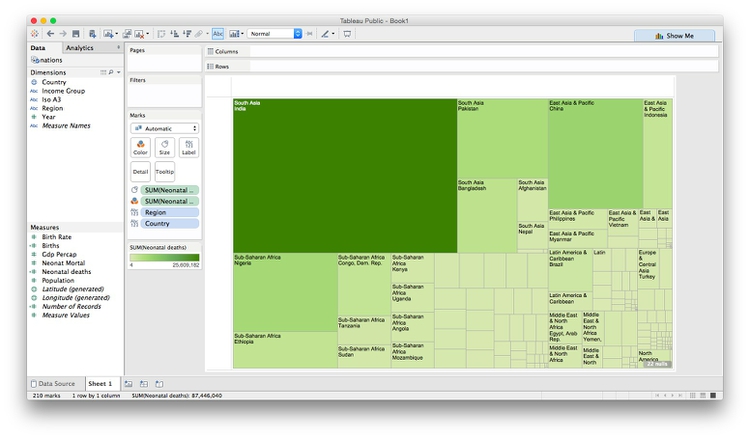 Tableau Public - Book1
Abc
Normal
Show Me
Data
Analytics
nations
Dimensions
Country
Abc Income Group
Abc Iso A3
Abc Region
# Year
Abc Measure Names
Measures
Birth Rate
Births
Gdp Percap
Neonat Mortal
Neonatal deaths
Population
Latitude (generated)
Longitude (generated)
Number of Records
Measure Values
Pages
Filters
Marks
Automatic
Color
Size
Label
Detail
Tooltip
SUM(Neonatal ..
SUM(Neonatal ..
Region
Country
SUM(Neonatal deaths)
4
Columns
Rows
South Asia
India
South Asia
Pakistan
East Asia & Pacific
China
East Asia
& Pacific
Indonesia
South Asia
Bangladesh
South Asia
Afghanistan
South Asia
Nepal
East Asia & Pacific
Philippines
East Asia & Pacific
Myanmar
East Asia &
Pacific
Vietnam
East Asia &
East Asia
Sub-Saharan Africa
Nigeria
Sub-Saharan Africa
Ethiopia
Sub-Saharan Africa
Congo, Dem. Rep.
Sub-Saharan Africa
Tanzania
Sub-Saharan Africa
Sudan
Sub-Saharan
Africa
Kenya
Sub-Saharan
Africa
Uganda
Sub-Saharan
Africa
Angola
Sub-Saharan
Africa
Mozambique
Latin America &
Caribbean
Brazil
Latin
Latin America &
Caribbean
Europe
&
Central
Asia
Turkey
Middle East
& North
Africa
Egypt, Arab
Rep.
Middle
East &
North
Africa
Yemen,
Middle East
& North
Africa
Middle
East &
North
North
America
22 nulls
Data Source
Sheet 1
210 marks
1 row by 1 column
SUM(Neonatal deaths): 87,446,040